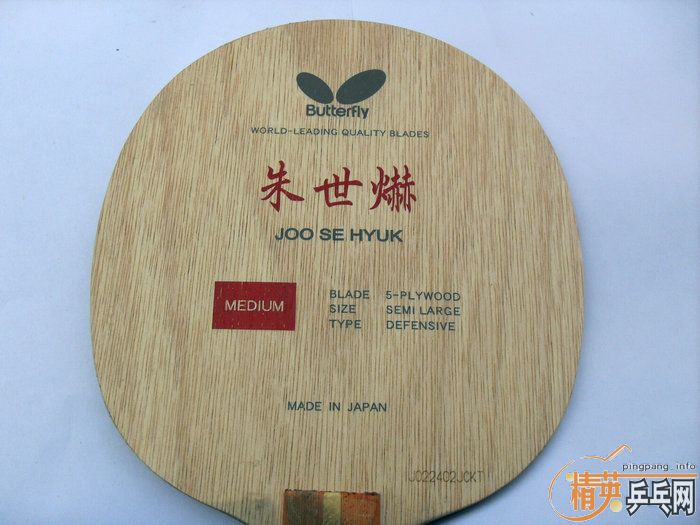 Butterfly
WORLD-LEADING QUALITY BLADES
朱世爀
JOO SE HYUK
MEDIUM
BLADE 5-PLYWOOD
SIZE SEMI LARGE
TYPE DEFENSIVE
MADE IN JAPAN
pingpang.info
精英乒乓网